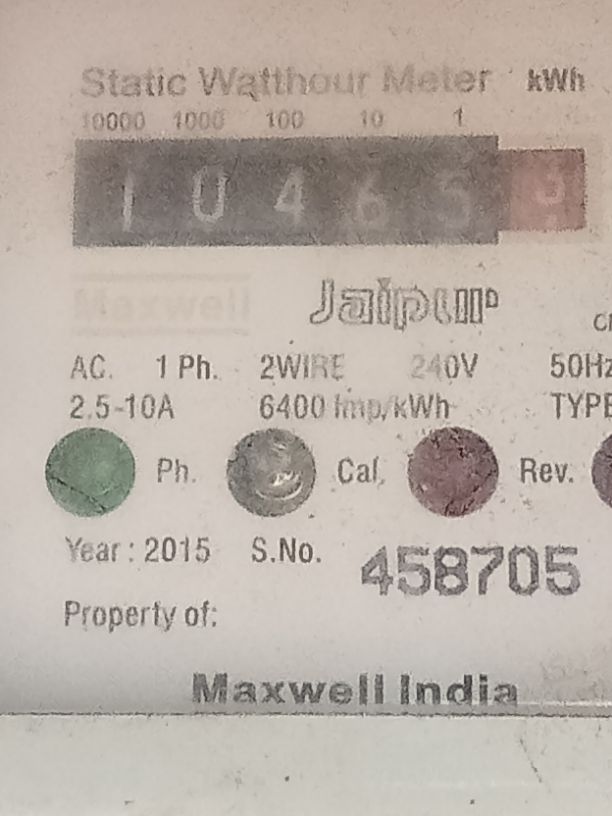 Static Watthour Meter kWh
10000 1000 100 10 1
1 0 4 6 5
Maxwell Jaipur
AC. 1 Ph. 2WIRE 240V 50Hz
2.5-10A 6400 Imp/kWh TYPE
Ph. Cal. Rev.
Year : 2015 S.No. 458705
Property of:
Maxwell India